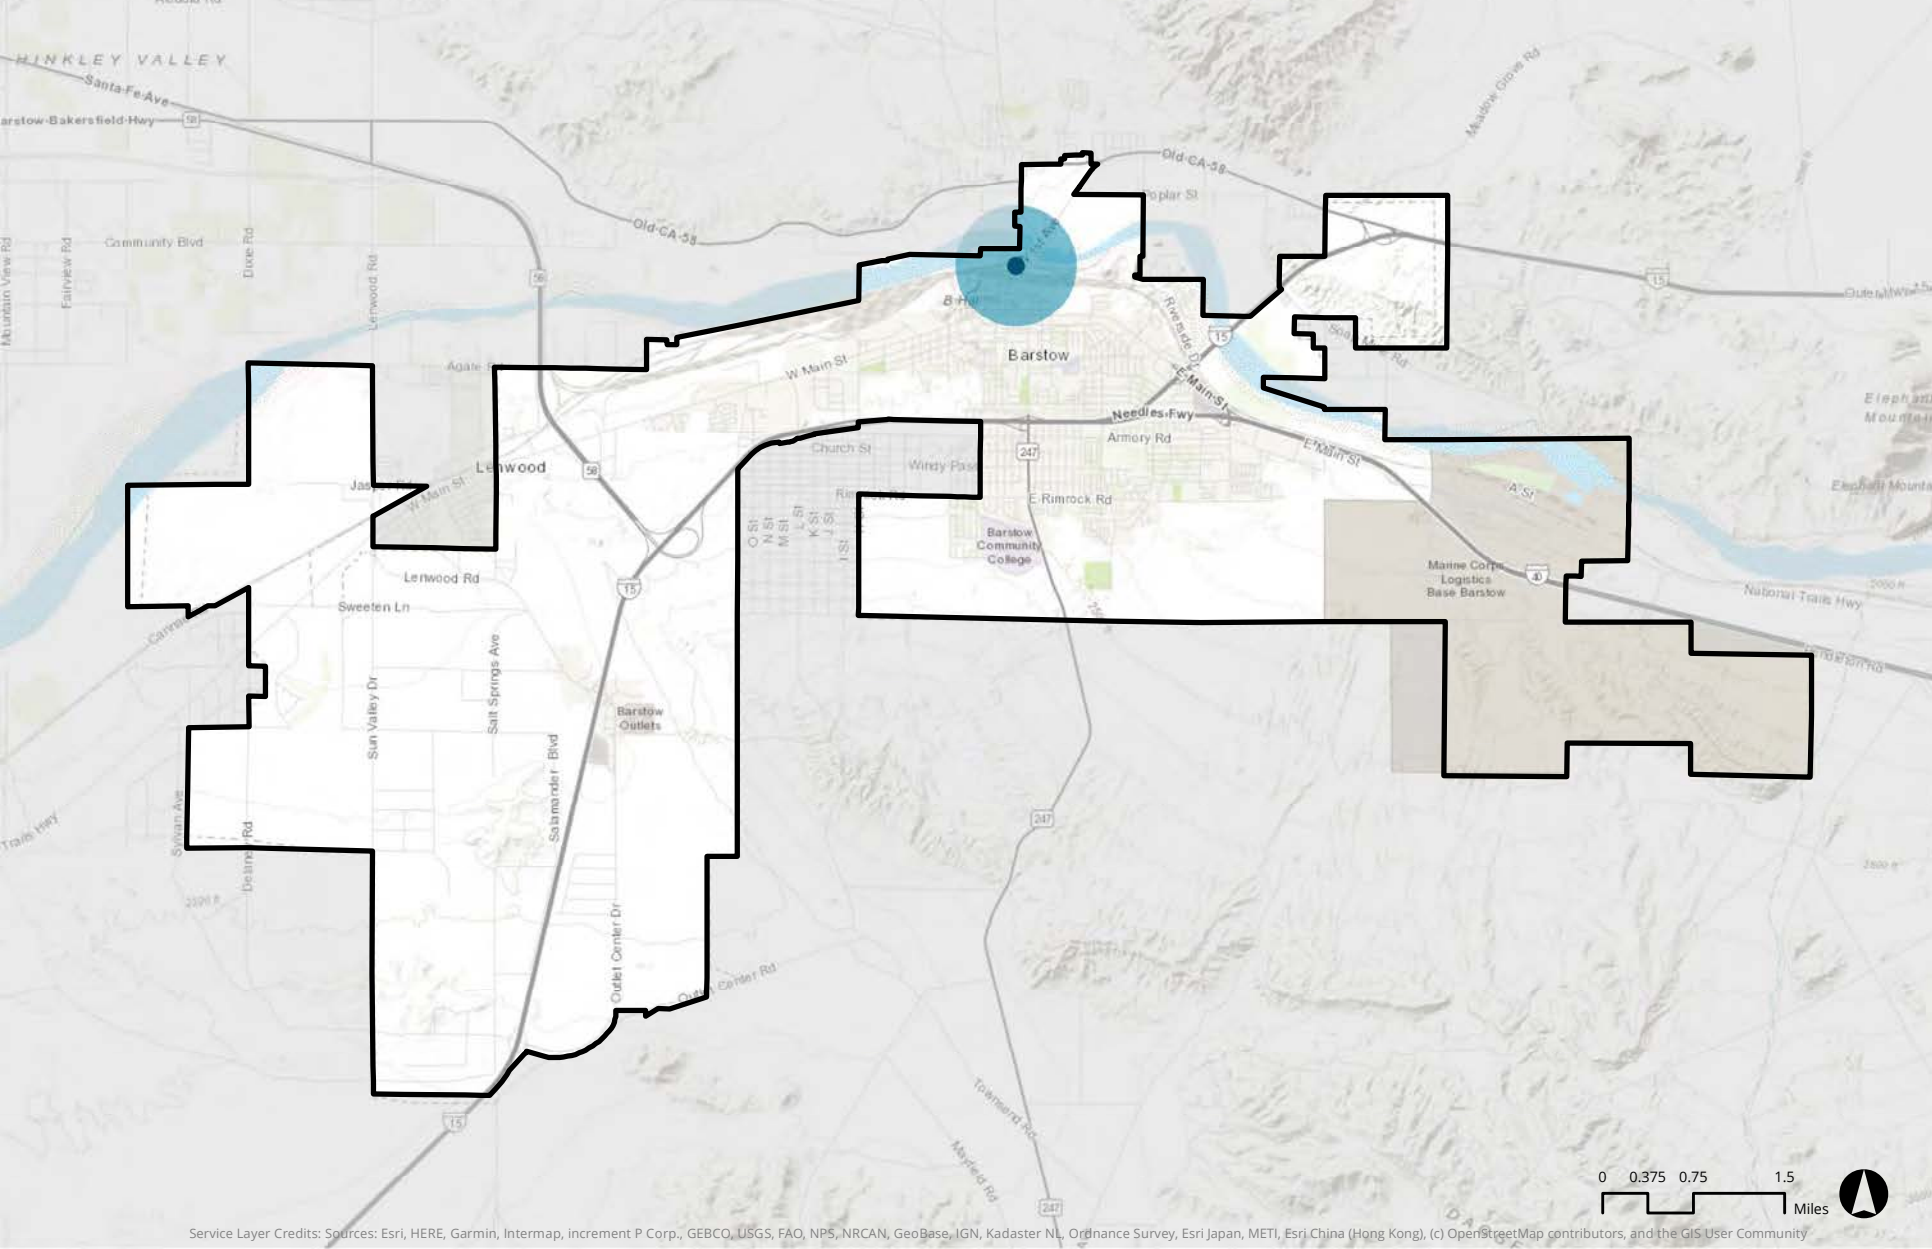 HINKLEY VALLEY
Santa Fe Ave
arstow-Bakersfield-Hwy
58
Meadow Grove Rd
Old-CA-58
Poplar St
Old-CA-58
1st Ave
Community Blvd
Dixie Rd
Lenwood Rd
Fairview Rd
Mountain View Rd
58
15
Outer Hwy 15
B Hill
Riverside Dr
15
Barstow
W Main St
Agate
E Main St
Needles-Fwy
Armory Rd
Elephant
Mountain
Church St
247
E Main St
Windy Pass
Lenwood
58
Jasper Rd
W Main St
Rimrock Rd
E Rimrock Rd
A St
Elephant Mounta
O St
N St
M St
L St
K St
J St
I St
Barstow
Community
College
Lenwood Rd
15
Marine Corps
Logistics
Base Barstow
40
National Trails Hwy
Sweeten Ln
Sun Valley Dr
Salt Springs Ave
Salamander Blvd
Barstow
Outlets
247
Trails Hwy
Sylvan Ave
Delaney Rd
Outlet Center Dr
Outlet Center Rd
15
Townsend Rd
Mayfield Rd
247
0 0.375 0.75 1.5
Miles
Service Layer Credits: Sources: Esri, HERE, Garmin, Intermap, increment P Corp., GEBCO, USGS, FAO, NPS, NRCAN, GeoBase, IGN, Kadaster NL, Ordnance Survey, Esri Japan, METI, Esri China (Hong Kong), (c) OpenStreetMap contributors, and the GIS User Community